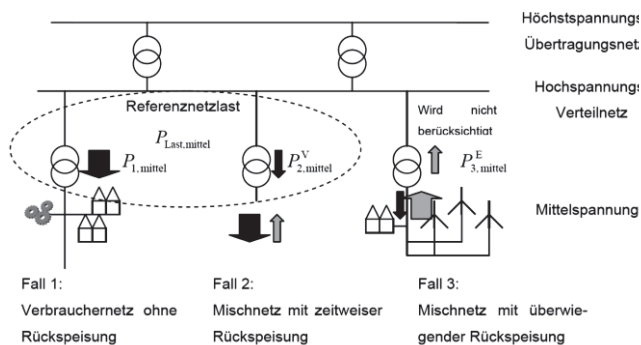 Höchstspannungs
Übertragungsnetz
Hochspannungs
Verteilnetz
Referenznetzlast
Wird nicht
berücksichtiat
P_Last,mittel
P_1,mittel
P^V_2,mittel
P^E_3,mittel
Mittelspannung
Fall 1:
Verbrauchernetz ohne
Rückspeisung
Fall 2:
Mischnetz mit zeitweiser
Rückspeisung
Fall 3:
Mischnetz mit überwie-
gender Rückspeisung